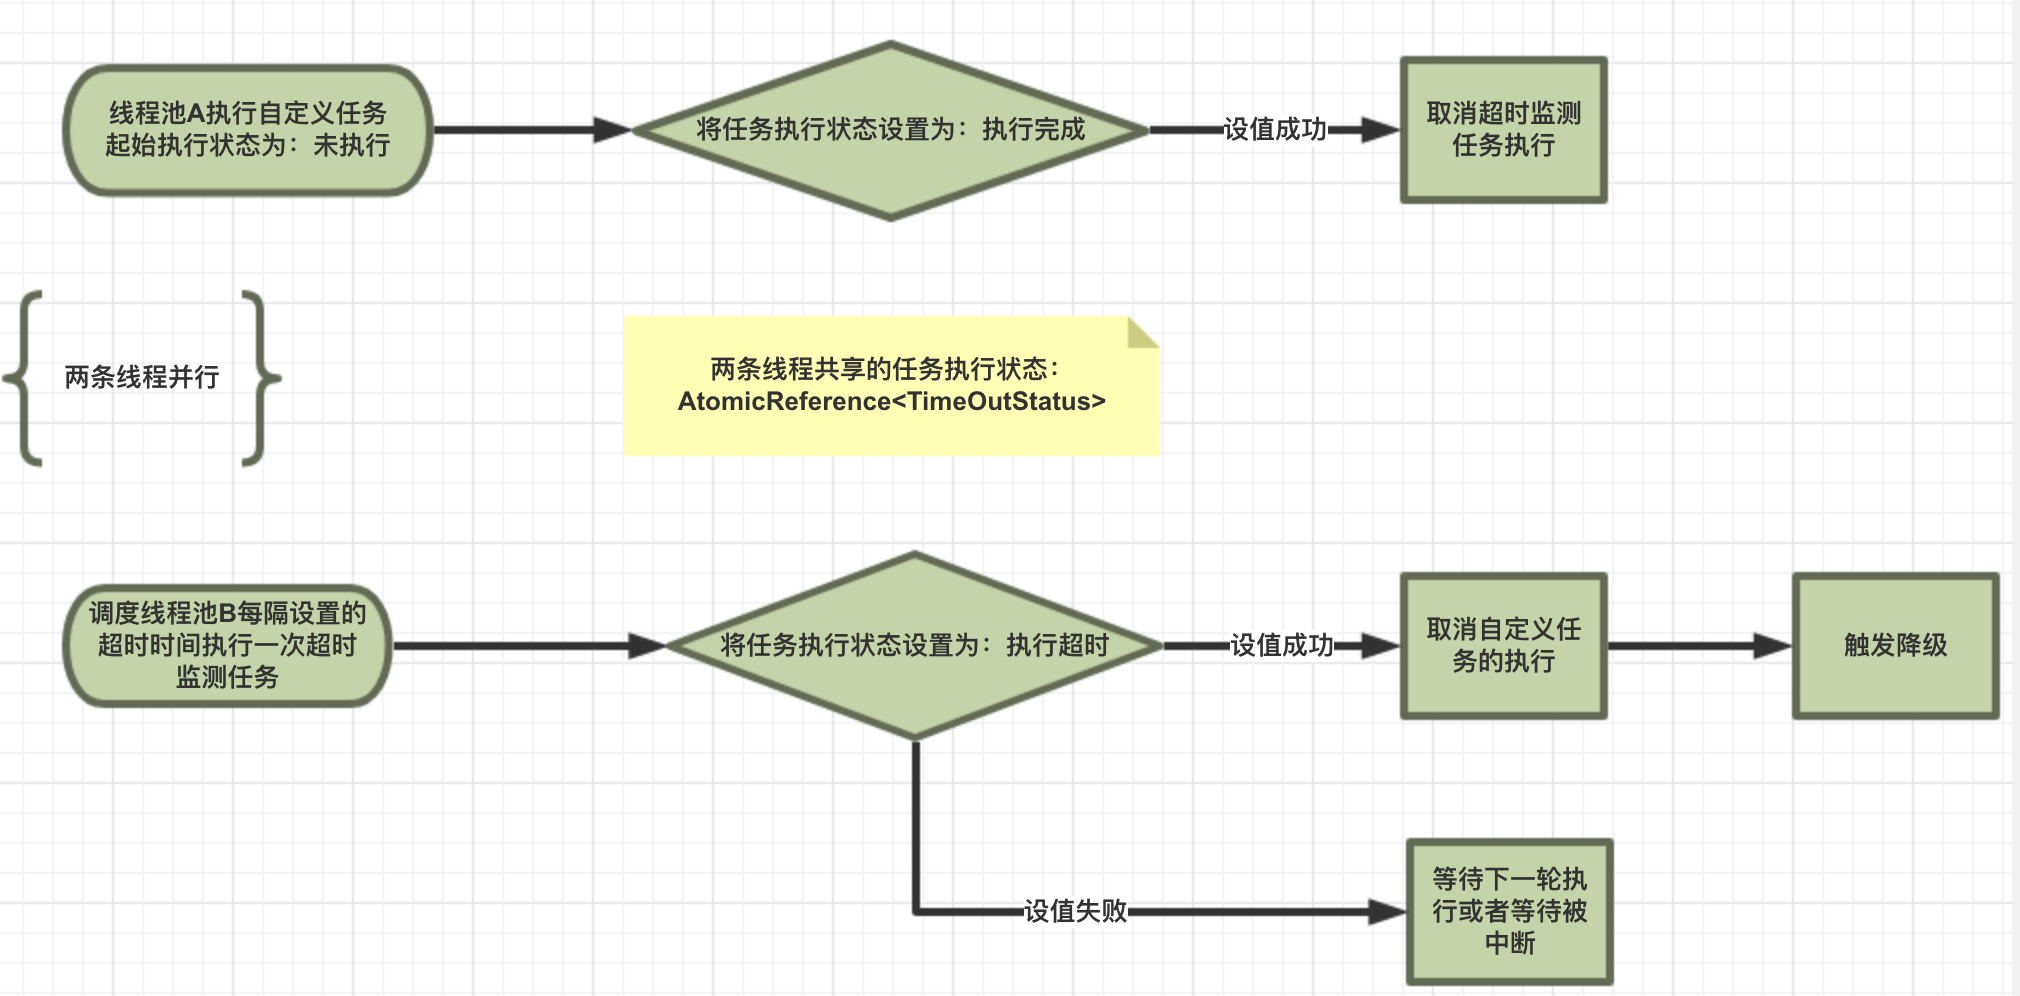 线程池A执行自定义任务
起始执行状态为：未执行
将任务执行状态设置为：执行完成
设值成功
取消超时监测
任务执行
两条线程并行
两条线程共享的任务执行状态：
AtomicReference<TimeOutStatus>
调度线程池B每隔设置的
超时时间执行一次超时
监测任务
将任务执行状态设置为：执行超时
设值成功
取消自定义任
务的执行
触发降级
设值失败
等待下一轮执
行或者等待被
中断